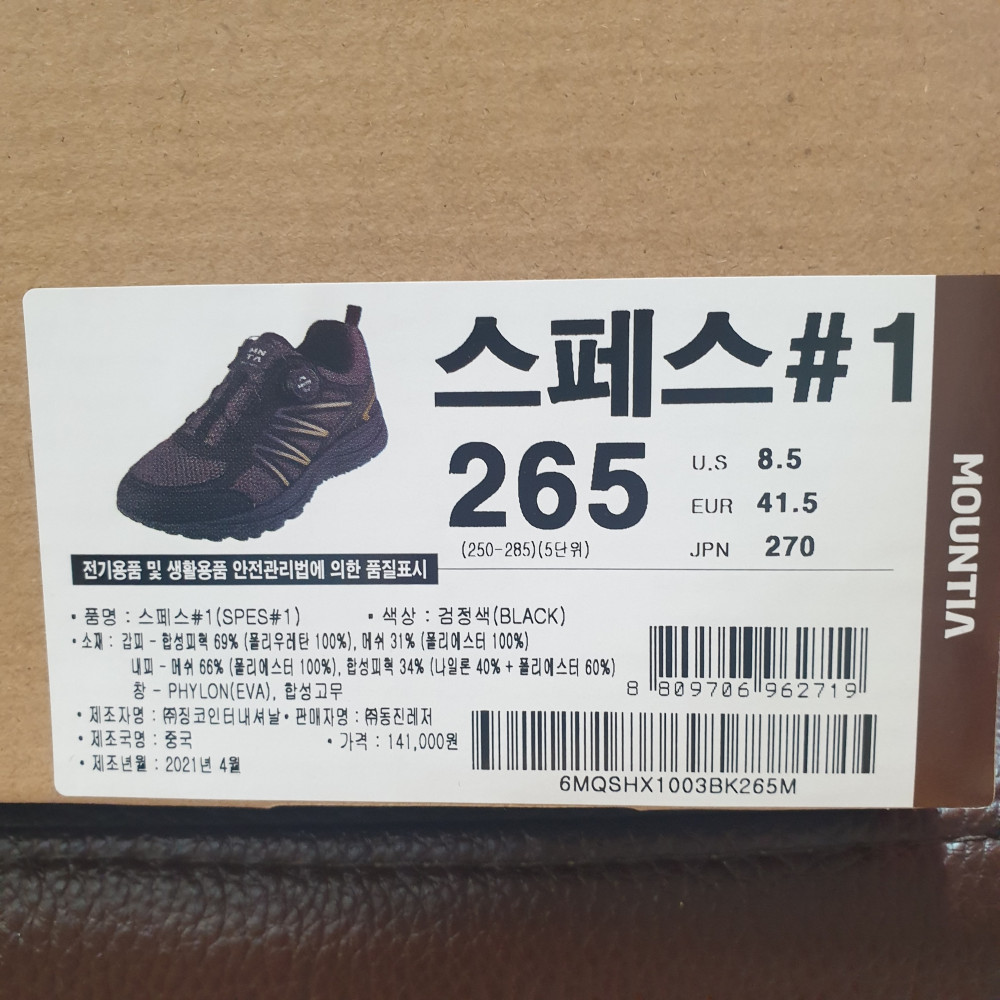 스페스#1
265
U.S 8.5
EUR 41.5
JPN 270
(250-285)(5단위)
전기용품 및 생활용품 안전관리법에 의한 품질표시
• 품명 : 스페스#1(SPES#1) • 색상 : 검정색(BLACK)
• 소재 : 갑피 - 합성피혁 69% (폴리우레탄 100%), 메쉬 31% (폴리에스터 100%)
내피 - 메쉬 66% (폴리에스터 100%), 합성피혁 34% (나일론 40% + 폴리에스터 60%)
창 - PHYLON(EVA), 합성고무
• 제조자명 : ㈜징코인터내셔날 • 판매자명 : ㈜동진레저
• 제조국명 : 중국 • 가격 : 141,000원
• 제조년월 : 2021년 4월
8 809706 962719
6MQSHX1003BK265M
MOUNTIA
MN
TA